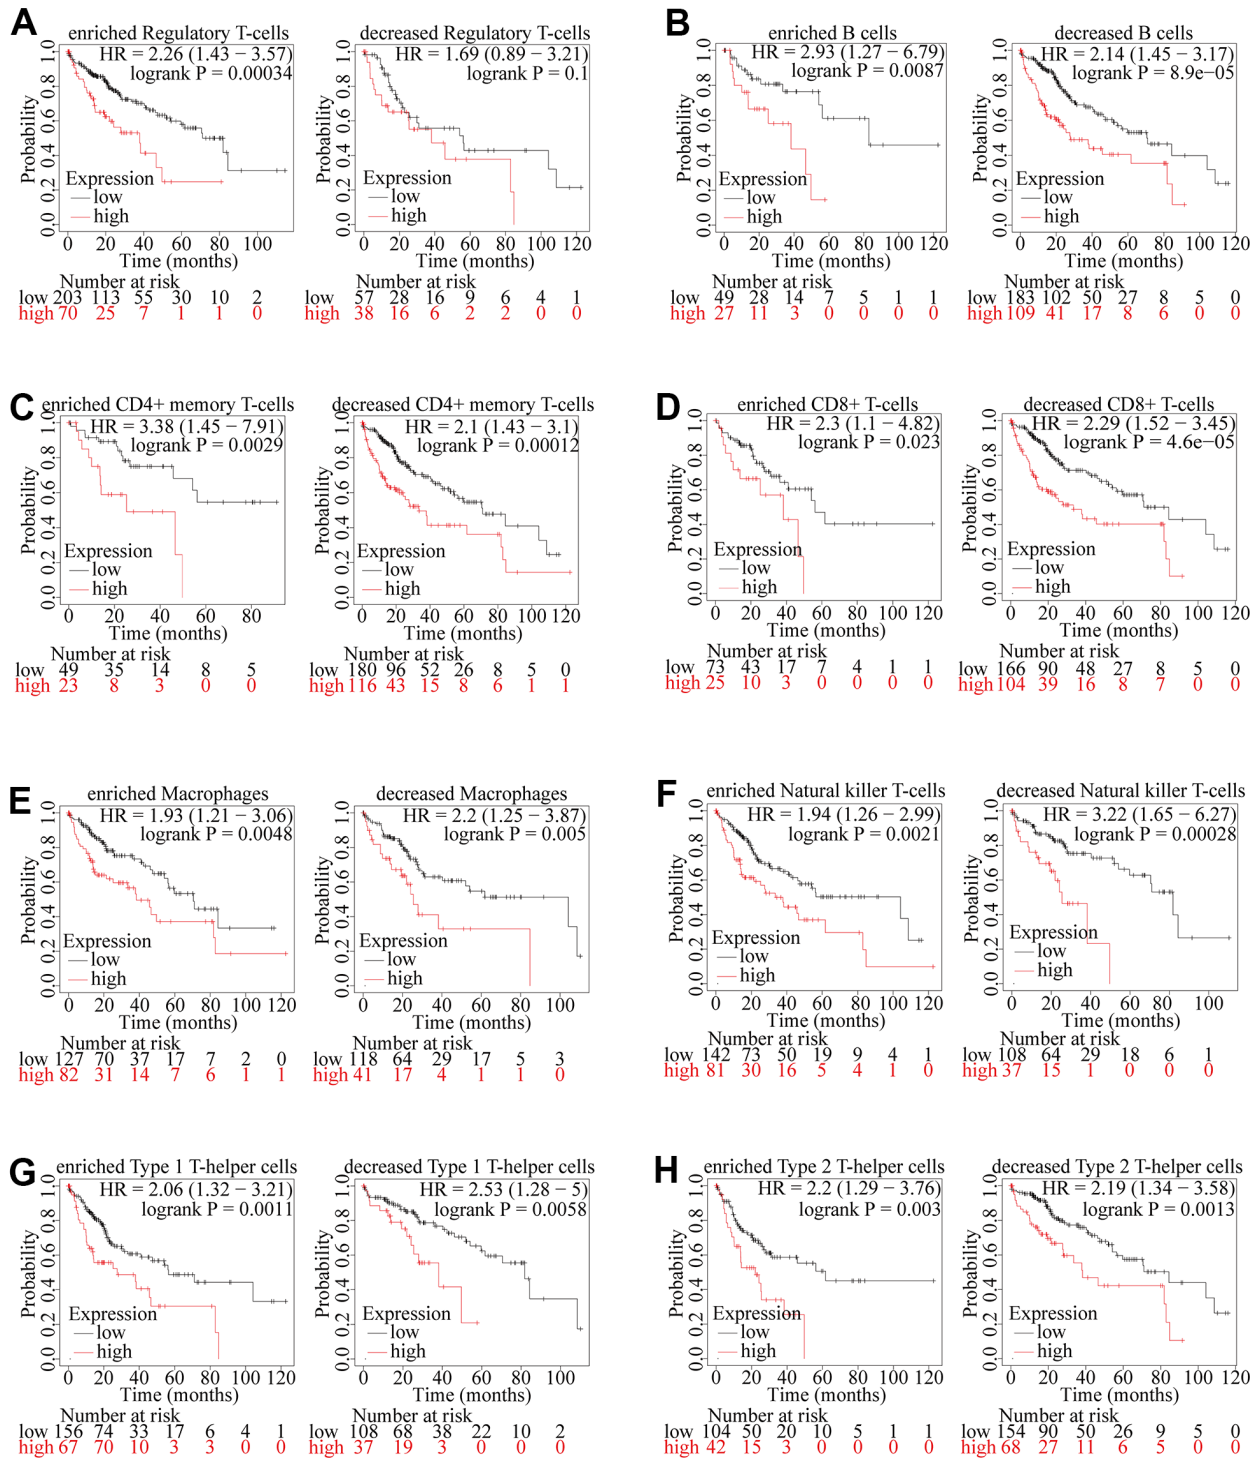 A
enriched Regulatory T-cells
HR = 2.26 (1.43 − 3.57)
logrank P = 0.00034
Probability
0.0 0.2 0.4 0.6 0.8 1.0
Expression
low
high
0 20 40 60 80 100
Time (months)
Number at risk
low 203 113 55 30 10 2
high 70 25 7 1 1 0
decreased Regulatory T-cells
HR = 1.69 (0.89 − 3.21)
logrank P = 0.1
Probability
0.0 0.2 0.4 0.6 0.8 1.0
Expression
low
high
0 20 40 60 80 100 120
Time (months)
Number at risk
low 57 28 16 9 6 4 1
high 38 16 6 2 2 0 0
B
enriched B cells
HR = 2.93 (1.27 − 6.79)
logrank P = 0.0087
Probability
0.0 0.2 0.4 0.6 0.8 1.0
Expression
low
high
0 20 40 60 80 100 120
Time (months)
Number at risk
low 49 28 14 7 5 1 1
high 27 11 3 0 0 0 0
decreased B cells
HR = 2.14 (1.45 − 3.17)
logrank P = 8.9e−05
Probability
0.0 0.2 0.4 0.6 0.8 1.0
Expression
low
high
0 20 40 60 80 100 120
Time (months)
Number at risk
low 183 102 50 27 8 5 0
high 109 41 17 8 6 0 0
C
enriched CD4+ memory T-cells
HR = 3.38 (1.45 − 7.91)
logrank P = 0.0029
Probability
0.0 0.2 0.4 0.6 0.8 1.0
Expression
low
high
0 20 40 60 80
Time (months)
Number at risk
low 49 35 14 8 5
high 23 8 3 0 0
decreased CD4+ memory T-cells
HR = 2.1 (1.43 − 3.1)
logrank P = 0.00012
Probability
0.0 0.2 0.4 0.6 0.8 1.0
Expression
low
high
0 20 40 60 80 100 120
Time (months)
Number at risk
low 180 96 52 26 8 5 0
high 116 43 15 8 6 1 1
D
enriched CD8+ T-cells
HR = 2.3 (1.1 − 4.82)
logrank P = 0.023
Probability
0.0 0.2 0.4 0.6 0.8 1.0
Expression
low
high
0 20 40 60 80 100 120
Time (months)
Number at risk
low 73 43 17 7 4 1 1
high 25 10 3 0 0 0 0
decreased CD8+ T-cells
HR = 2.29 (1.52 − 3.45)
logrank P = 4.6e−05
Probability
0.0 0.2 0.4 0.6 0.8 1.0
Expression
low
high
0 20 40 60 80 100 120
Time (months)
Number at risk
low 166 90 48 27 8 5 0
high 104 39 16 8 7 0 0
E
enriched Macrophages
HR = 1.93 (1.21 − 3.06)
logrank P = 0.0048
Probability
0.0 0.2 0.4 0.6 0.8 1.0
Expression
low
high
0 20 40 60 80 100 120
Time (months)
Number at risk
low 127 70 37 17 7 2 0
high 82 31 14 7 6 1 1
decreased Macrophages
HR = 2.2 (1.25 − 3.87)
logrank P = 0.005
Probability
0.0 0.2 0.4 0.6 0.8 1.0
Expression
low
high
0 20 40 60 80 100
Time (months)
Number at risk
low 118 64 29 17 5 3
high 41 17 4 1 1 0
F
enriched Natural killer T-cells
HR = 1.94 (1.26 − 2.99)
logrank P = 0.0021
Probability
0.0 0.2 0.4 0.6 0.8 1.0
Expression
low
high
0 20 40 60 80 100 120
Time (months)
Number at risk
low 142 73 50 19 9 4 1
high 81 30 16 5 4 1 0
decreased Natural killer T-cells
HR = 3.22 (1.65 − 6.27)
logrank P = 0.00028
Probability
0.0 0.2 0.4 0.6 0.8 1.0
Expression
low
high
0 20 40 60 80 100
Time (months)
Number at risk
low 108 64 29 18 6 1
high 37 15 1 0 0 0
G
enriched Type 1 T-helper cells
HR = 2.06 (1.32 − 3.21)
logrank P = 0.0011
Probability
0.0 0.2 0.4 0.6 0.8 1.0
Expression
low
high
0 20 40 60 80 100 120
Time (months)
Number at risk
low 156 74 33 17 6 4 1
high 67 70 10 3 3 0 0
decreased Type 1 T-helper cells
HR = 2.53 (1.28 − 5)
logrank P = 0.0058
Probability
0.0 0.2 0.4 0.6 0.8 1.0
Expression
low
high
0 20 40 60 80 100
Time (months)
Number at risk
low 108 68 38 22 10 2
high 37 19 3 0 0 0
H
enriched Type 2 T-helper cells
HR = 2.2 (1.29 − 3.76)
logrank P = 0.003
Probability
0.0 0.2 0.4 0.6 0.8 1.0
Expression
low
high
0 20 40 60 80 100 120
Time (months)
Number at risk
low 104 50 20 10 5 1 1
high 42 15 3 0 0 0 0
decreased Type 2 T-helper cells
HR = 2.19 (1.34 − 3.58)
logrank P = 0.0013
Probability
0.0 0.2 0.4 0.6 0.8 1.0
Expression
low
high
0 20 40 60 80 100 120
Time (months)
Number at risk
low 154 90 50 26 9 5 0
high 68 27 11 6 5 0 0